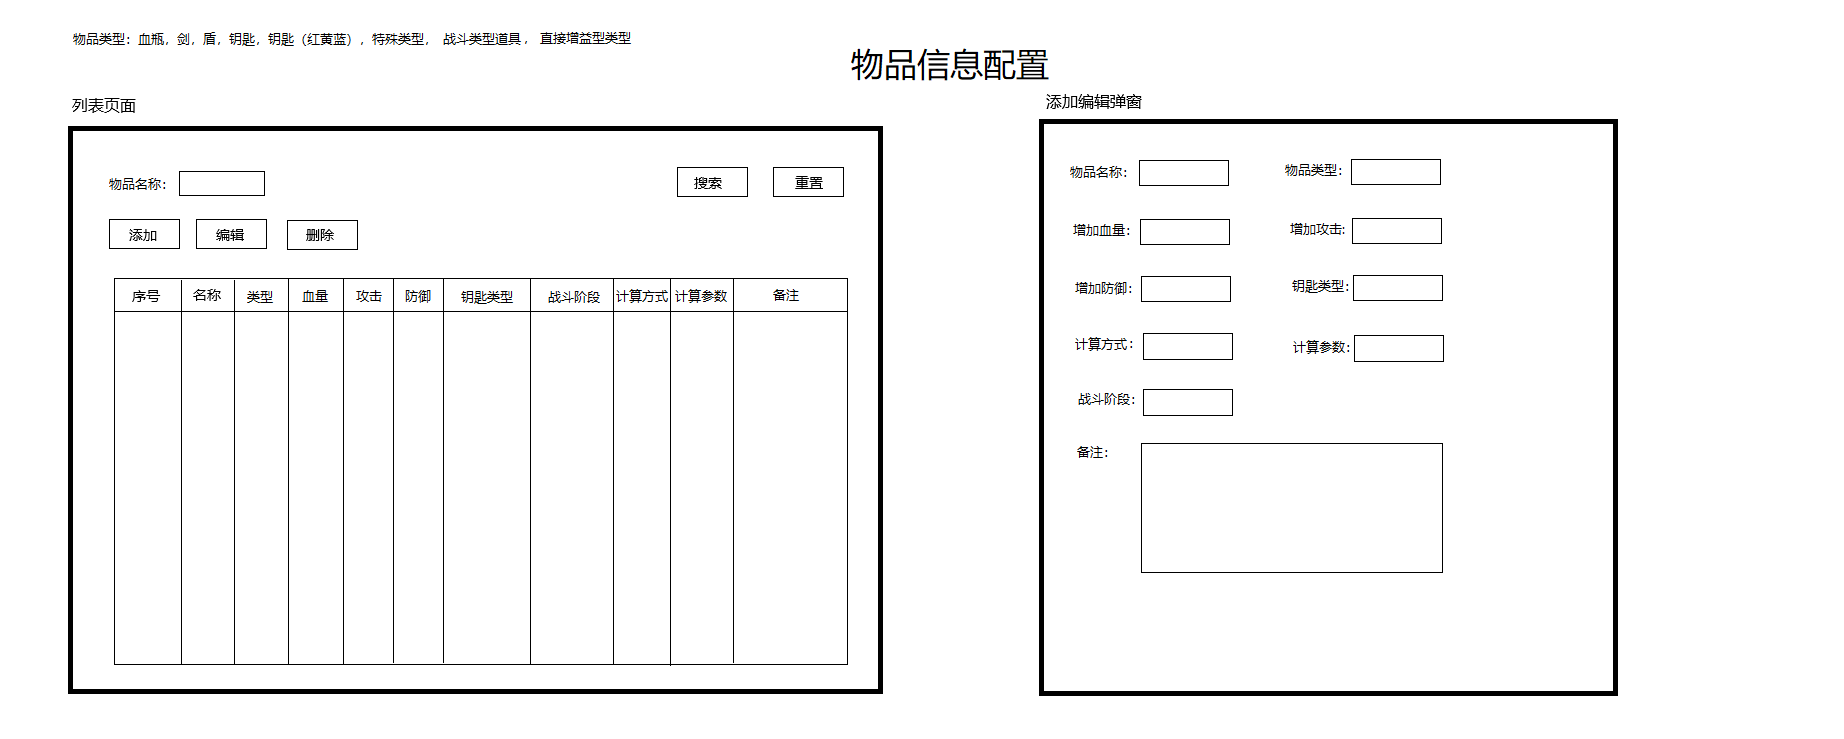 物品类型：血瓶，剑，盾，钥匙，钥匙（红黄蓝），特殊类型， 战斗类型道具， 直接增益型类型
物品信息配置
列表页面
物品名称：
搜索
重置
添加
编辑
删除
序号 名称 类型 血量 攻击 防御 钥匙类型 战斗阶段 计算方式 计算参数 备注
添加编辑弹窗
物品名称： 物品类型：
增加血量： 增加攻击：
增加防御： 钥匙类型：
计算方式： 计算参数：
战斗阶段：
备注：